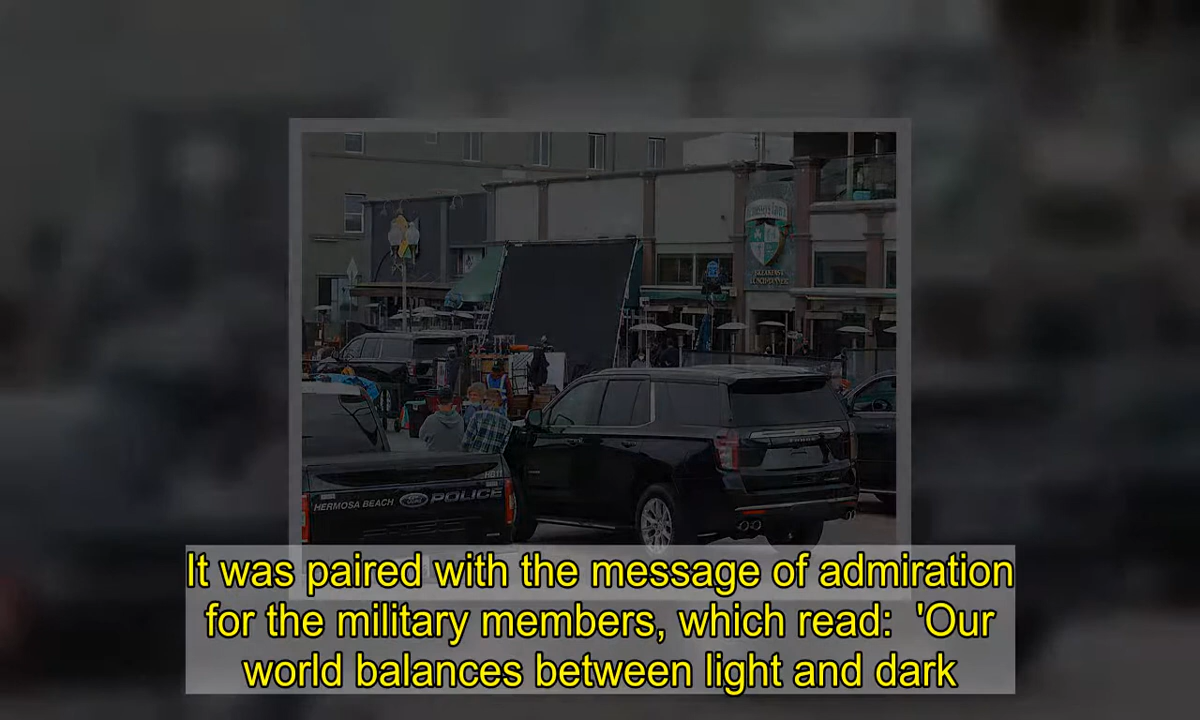 HERMOSA BEACH POLICE
It was paired with the message of admiration
for the military members, which read:  'Our
world balances between light and dark